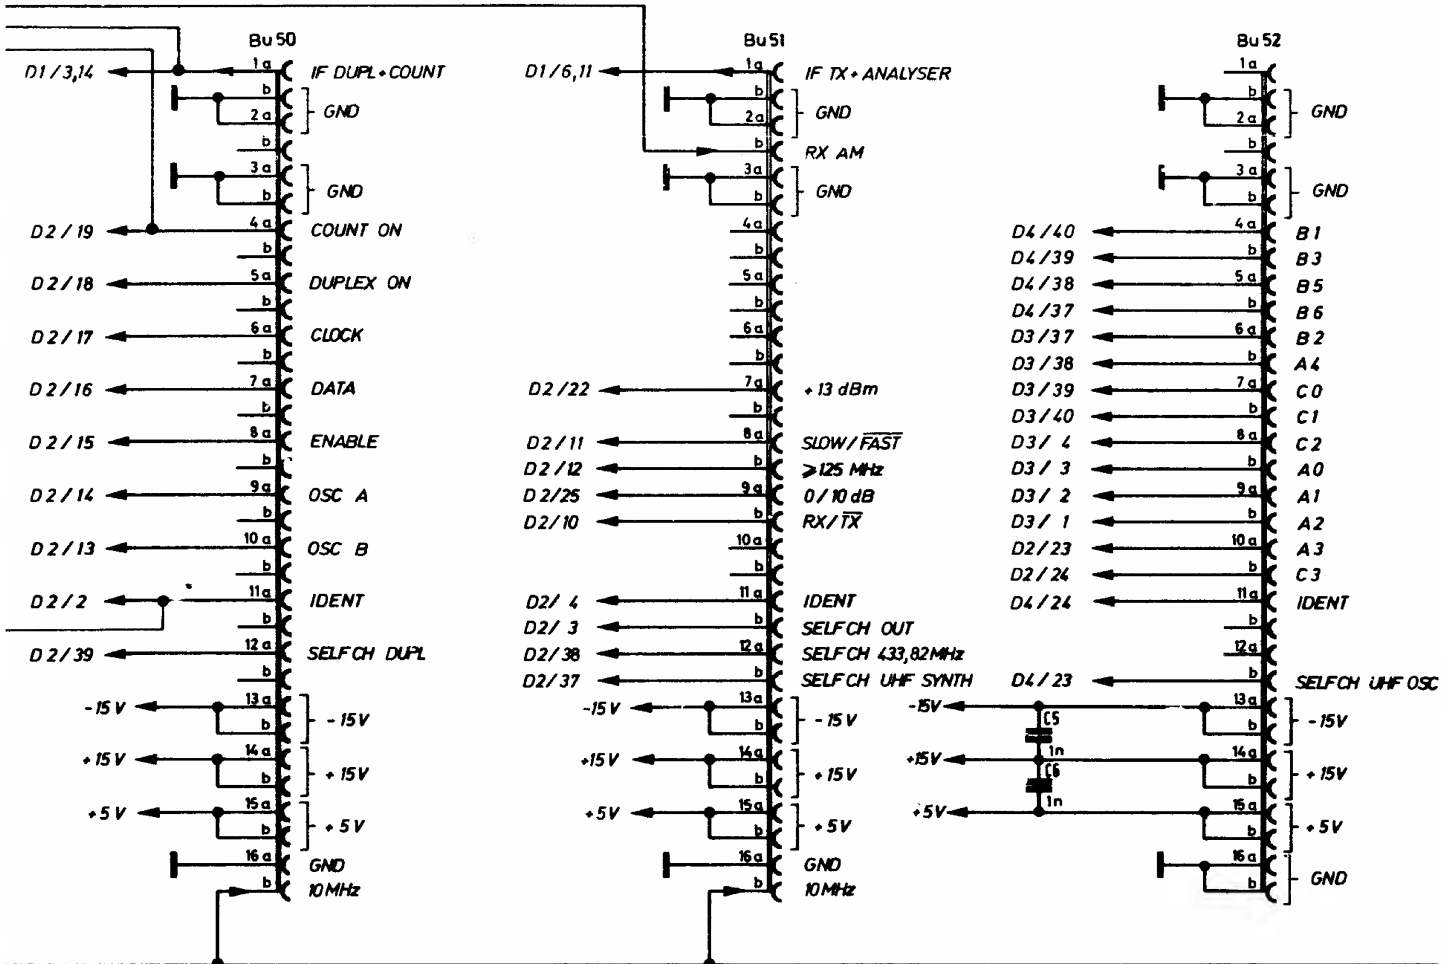 Bu 50
D1/3,14 1a IF DUPL+COUNT
b
2a GND
b
3a
b GND
D2/19 4a COUNT ON
b
D2/18 5a DUPLEX ON
b
D2/17 6a CLOCK
b
D2/16 7a DATA
b
D2/15 8a ENABLE
b
D2/14 9a OSC A
b
D2/13 10a OSC B
b
D2/2 11a IDENT
b
D2/39 12a SELFCH DUPL
b
-15V 13a
b -15V
+15V 14a
b +15V
+5V 15a
b +5V
16a GND
b 10MHz
Bu 51
D1/6,11 1a IF TX+ANALYSER
b
2a GND
b RX AM
3a
b GND
4a
b
5a
b
6a
b
D2/22 7a +13 dBm
b
D2/11 8a SLOW/F̅A̅S̅T̅
D2/12 b ⩾125 MHz
D2/25 9a 0/10 dB
D2/10 b RX/T̅X̅
10a
b
D2/4 11a IDENT
D2/3 b SELFCH OUT
D2/38 12a SELFCH 433,82MHz
D2/37 b SELFCH UHF SYNTH
-15V 13a
b -15V
+15V 14a
b +15V
+5V 15a
b +5V
16a GND
b 10MHz
Bu 52
1a
b
2a GND
b
3a
b GND
D4/40 4a B1
D4/39 b B3
D4/38 5a B5
D4/37 b B6
D3/37 6a B2
D3/38 b A4
D3/39 7a C0
D3/40 b C1
D3/4 8a C2
D3/3 b A0
D3/2 9a A1
D3/1 b A2
D2/23 10a A3
D2/24 b C3
D4/24 11a IDENT
b
12a
D4/23 b SELFCH UHF OSC
-15V 13a
C5 b -15V
1n
+15V 14a
C6 b +15V
1n
+5V 15a
b +5V
16a
b GND